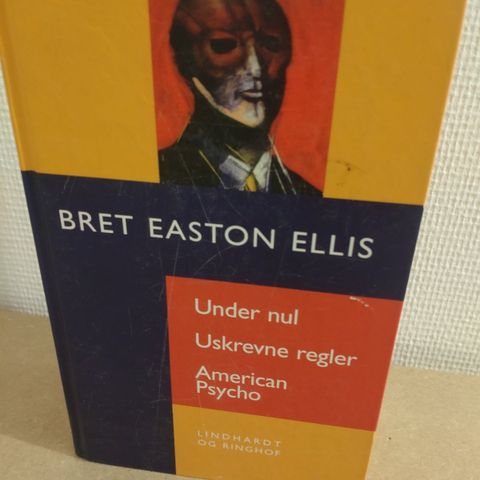 BRET EASTON ELLIS
Under nul
Uskrevne regler
American
Psycho
LINDHARDT
OG RINGHOF